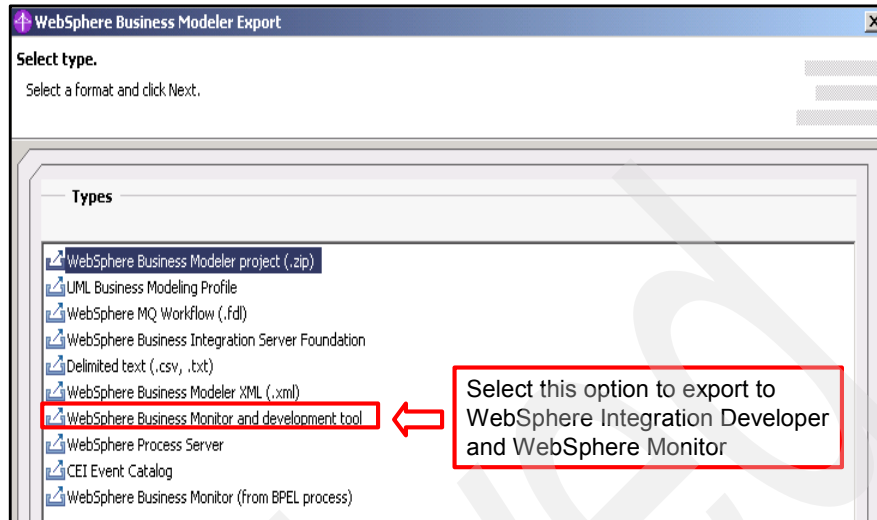 WebSphere Business Modeler Export
Select type.
Select a format and click Next.
Types
WebSphere Business Modeler project (.zip)
UML Business Modeling Profile
WebSphere MQ Workflow (.fdl)
WebSphere Business Integration Server Foundation
Delimited text (.csv, .txt)
WebSphere Business Modeler XML (.xml)
WebSphere Business Monitor and development tool
WebSphere Process Server
CEI Event Catalog
WebSphere Business Monitor (from BPEL process)
Select this option to export to
WebSphere Integration Developer
and WebSphere Monitor